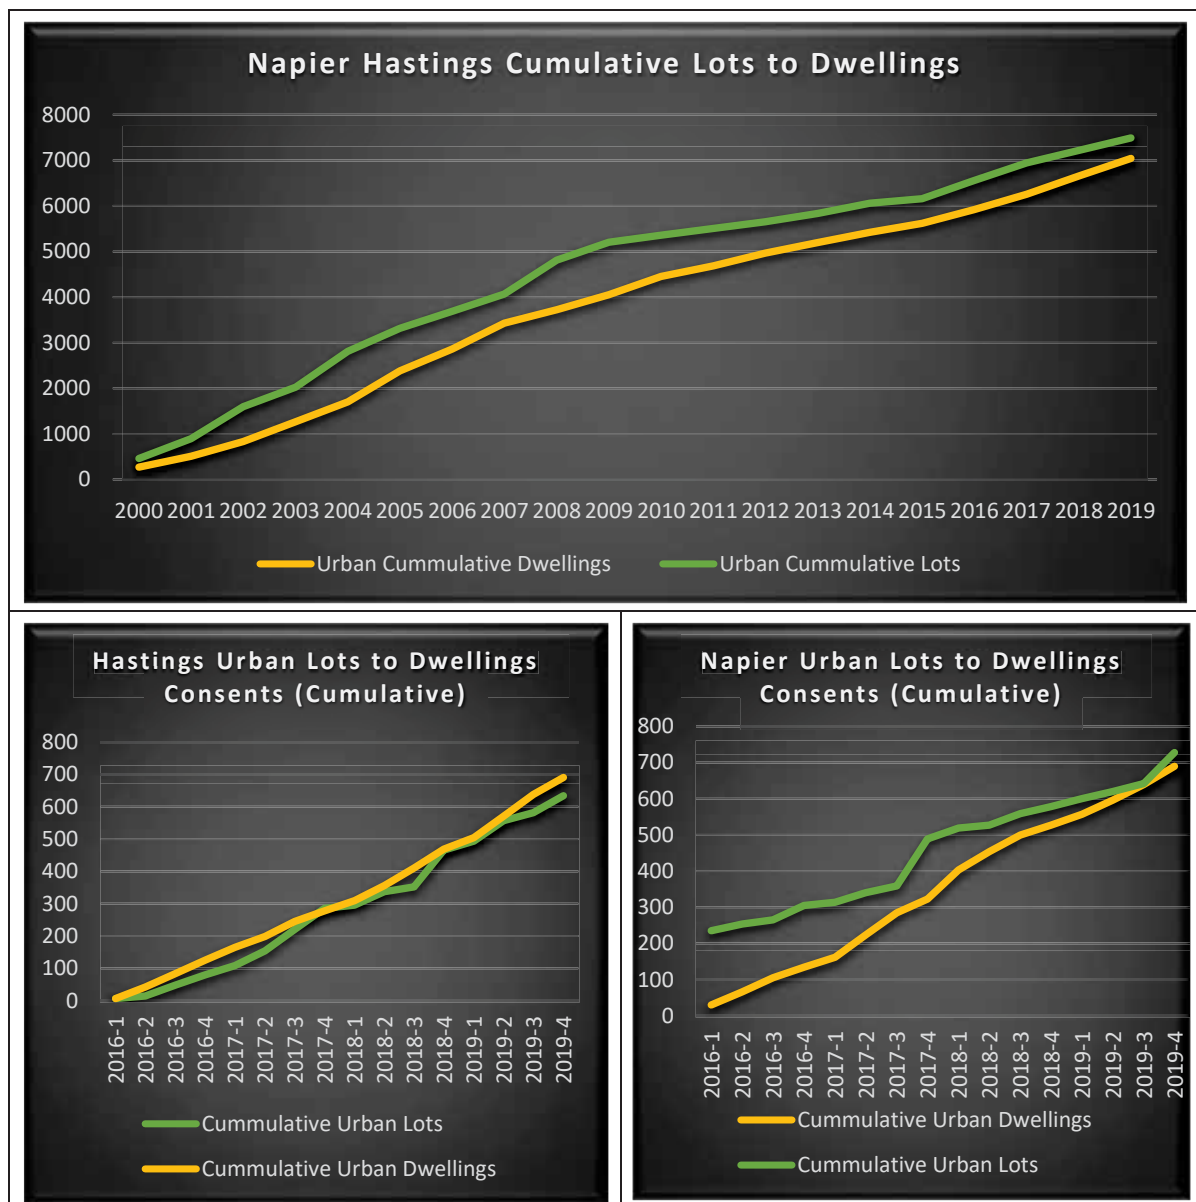 Napier Hastings Cumulative Lots to Dwellings
8000
7000
6000
5000
4000
3000
2000
1000
0
2000 2001 2002 2003 2004 2005 2006 2007 2008 2009 2010 2011 2012 2013 2014 2015 2016 2017 2018 2019
Urban Cummulative Dwellings Urban Cummulative Lots
Hastings Urban Lots to Dwellings
Consents (Cumulative)
800
700
600
500
400
300
200
100
0
2016-1 2016-2 2016-3 2016-4 2017-1 2017-2 2017-3 2017-4 2018-1 2018-2 2018-3 2018-4 2019-1 2019-2 2019-3 2019-4
Cummulative Urban Lots
Cummulative Urban Dwellings
Napier Urban Lots to Dwellings
Consents (Cumulative)
800
700
600
500
400
300
200
100
0
2016-1 2016-2 2016-3 2016-4 2017-1 2017-2 2017-3 2017-4 2018-1 2018-2 2018-3 2018-4 2019-1 2019-2 2019-3 2019-4
Cummulative Urban Dwellings
Cummulative Urban Lots